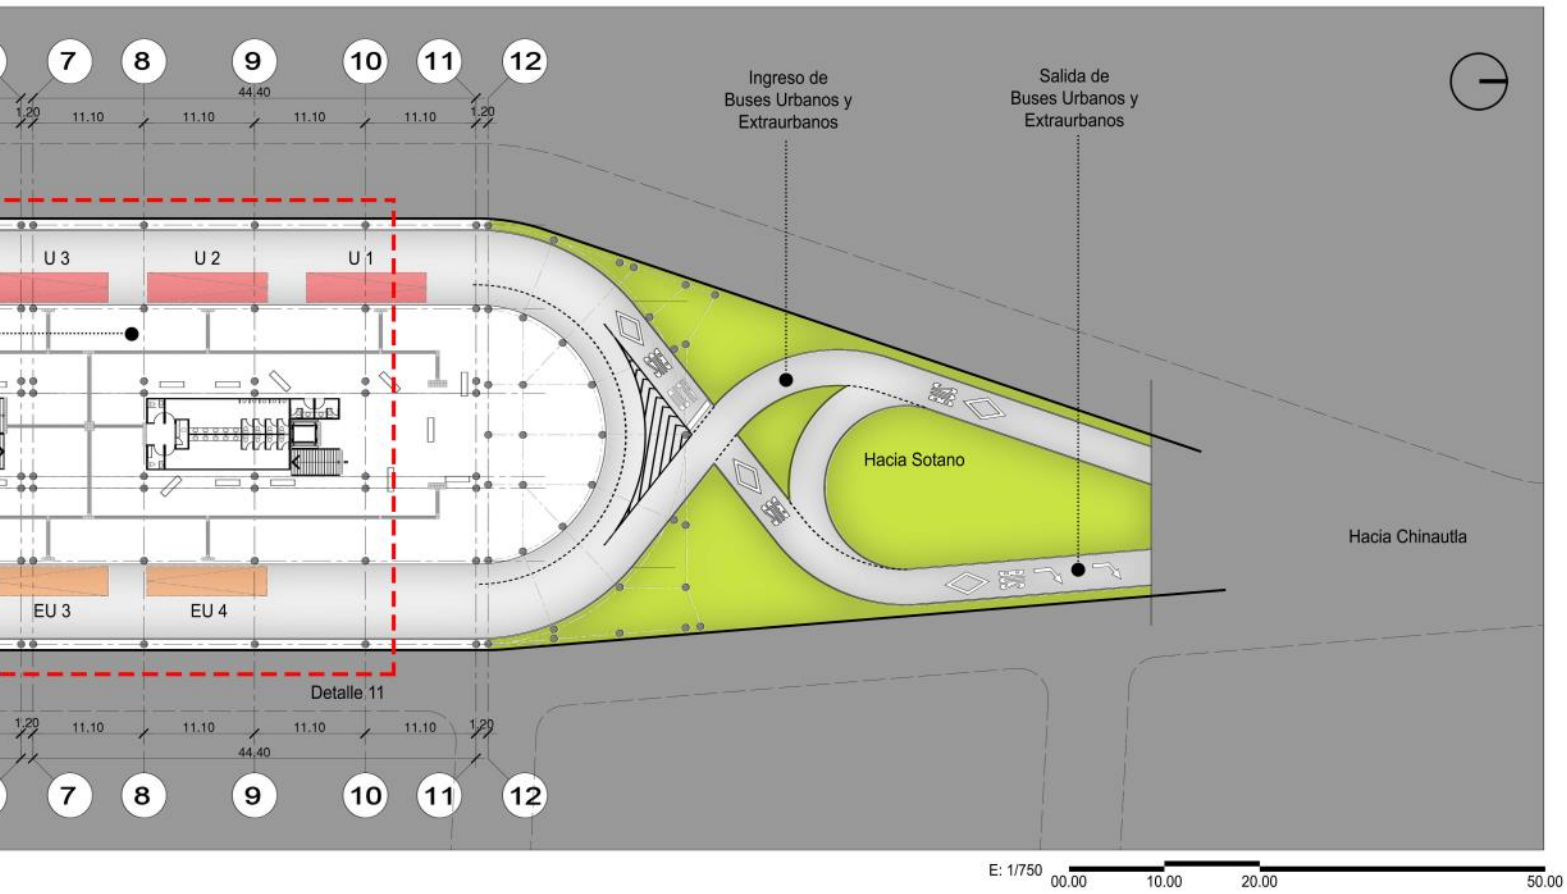 7 8 9 10 11 12
44.40
1.20 11.10 11.10 11.10 11.10 1.20
Ingreso de
Buses Urbanos y
Extraurbanos
Salida de
Buses Urbanos y
Extraurbanos
U 3 U 2 U 1
Hacia Sotano
Hacia Chinautla
EU 3 EU 4
Detalle 11
1.20 11.10 11.10 11.10 11.10 1.20
44.40
7 8 9 10 11 12
E: 1/750
00.00 10.00 20.00 50.00